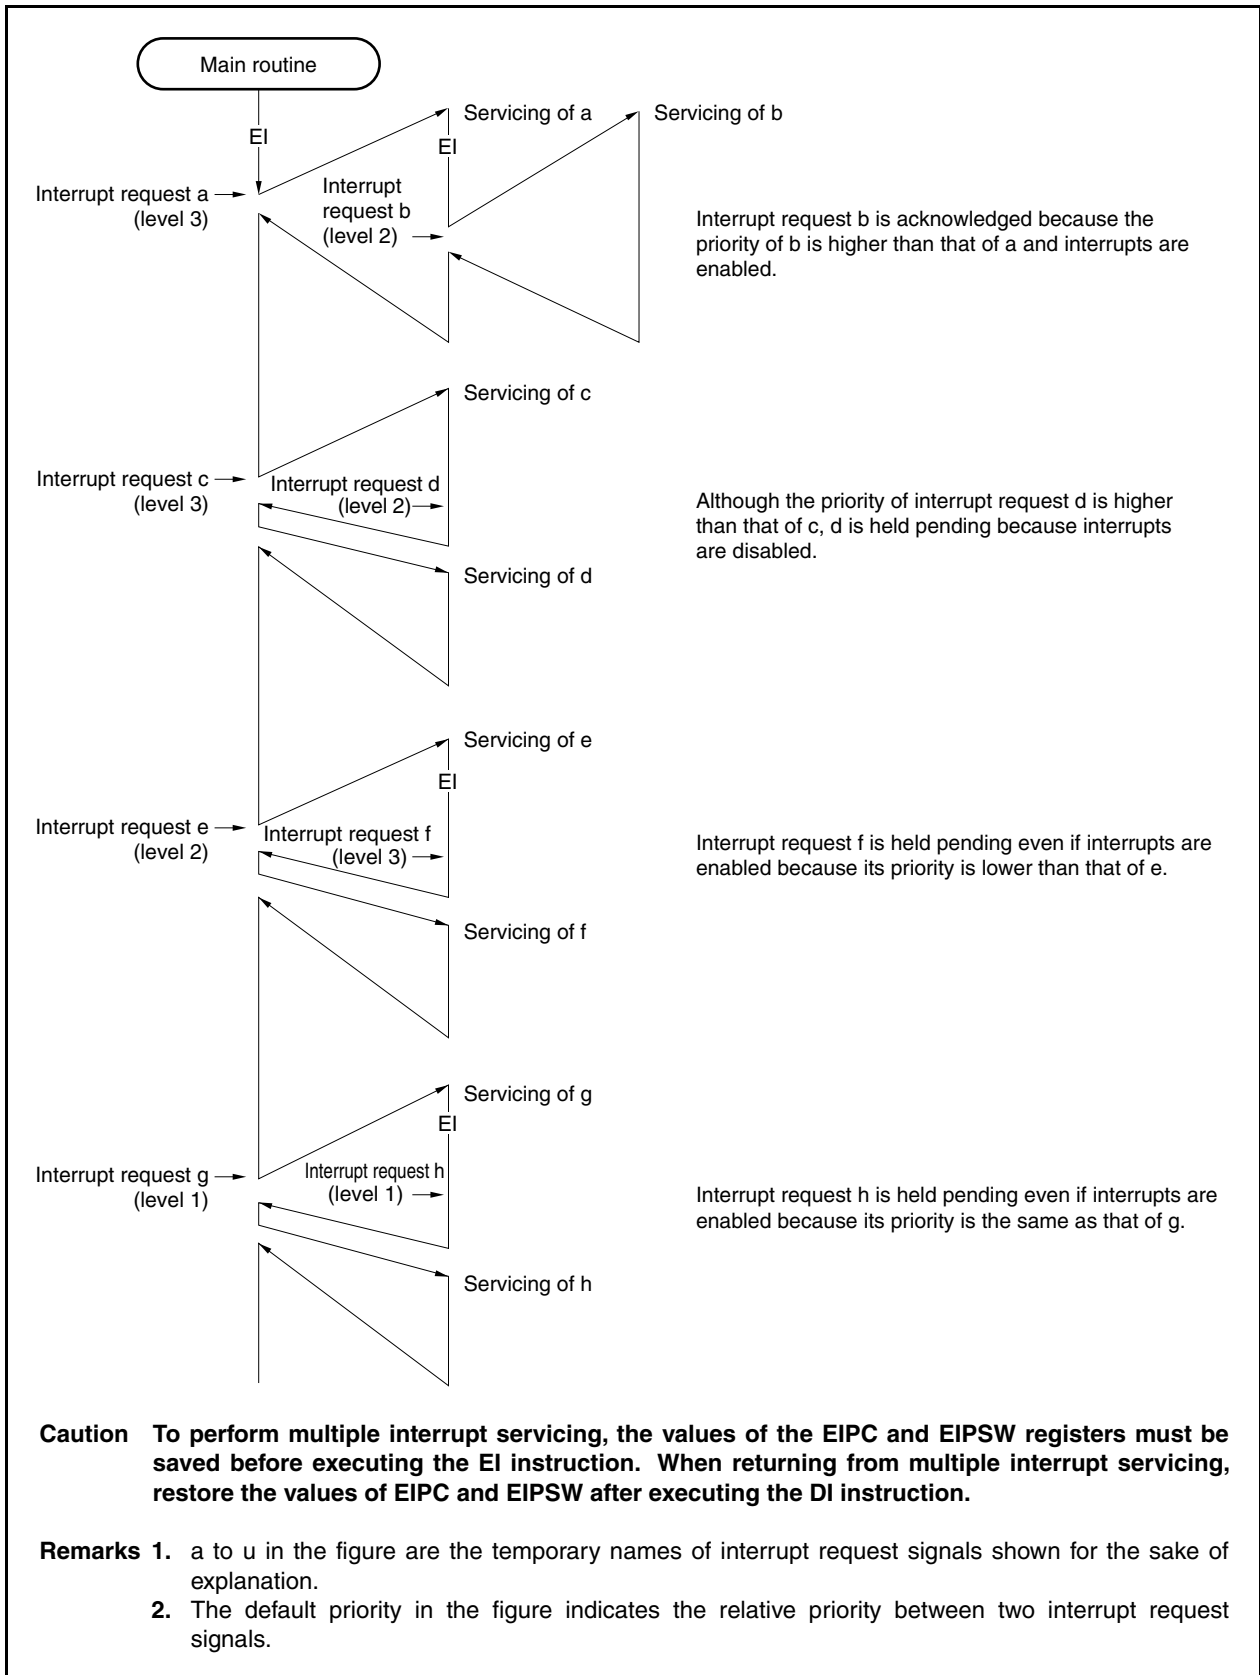 Main routine
EI
Servicing of a
Servicing of b
EI
Interrupt request a
(level 3)
Interrupt
request b
(level 2)
Interrupt request b is acknowledged because the
priority of b is higher than that of a and interrupts are
enabled.
Servicing of c
Interrupt request c
(level 3)
Interrupt request d
(level 2)
Although the priority of interrupt request d is higher
than that of c, d is held pending because interrupts
are disabled.
Servicing of d
Servicing of e
EI
Interrupt request e
(level 2)
Interrupt request f
(level 3)
Interrupt request f is held pending even if interrupts are
enabled because its priority is lower than that of e.
Servicing of f
Servicing of g
EI
Interrupt request g
(level 1)
Interrupt request h
(level 1)
Interrupt request h is held pending even if interrupts are
enabled because its priority is the same as that of g.
Servicing of h
Caution To perform multiple interrupt servicing, the values of the EIPC and EIPSW registers must be
saved before executing the EI instruction. When returning from multiple interrupt servicing,
restore the values of EIPC and EIPSW after executing the DI instruction.
Remarks 1. a to u in the figure are the temporary names of interrupt request signals shown for the sake of
explanation.
2. The default priority in the figure indicates the relative priority between two interrupt request
signals.